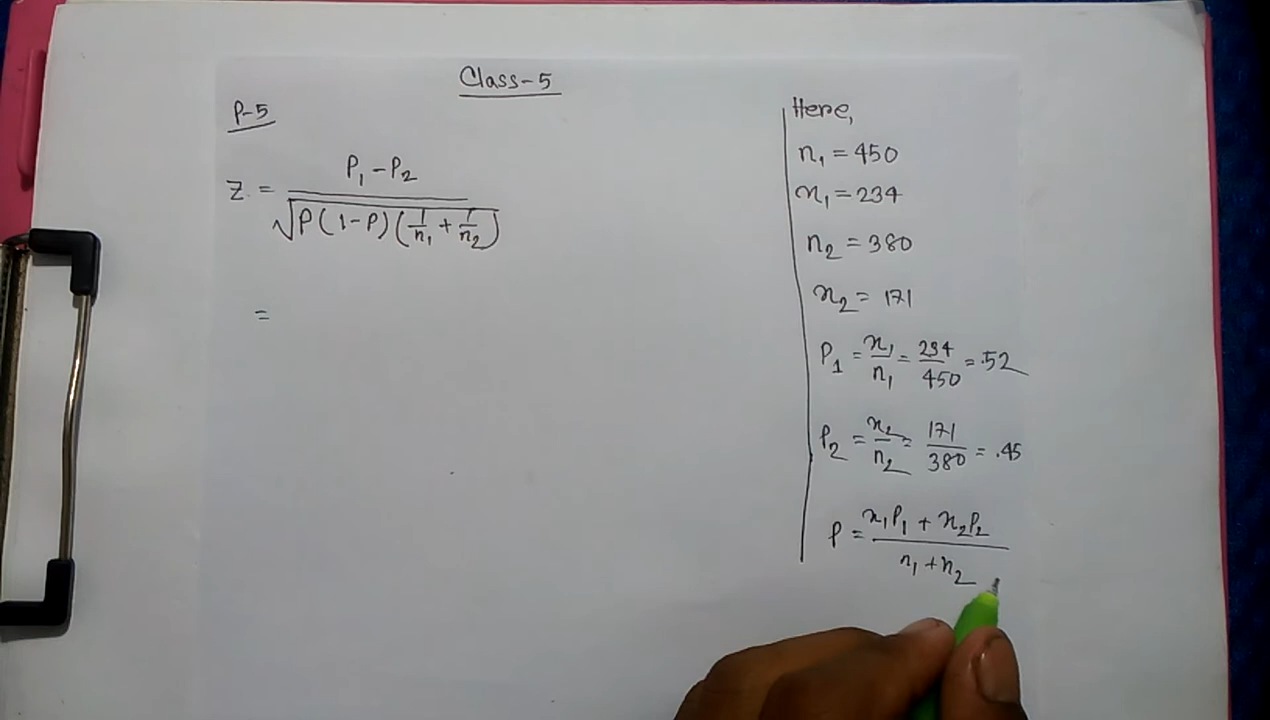 Class-5
P-5
Z = P₁-P₂ / √P(1-P)(1/n₁ + 1/n₂)
=
Here,
n₁ = 450
x₁ = 234
n₂ = 380
x₂ = 171
P₁ = x₁/n₁ = 234/450 = .52
P₂ = x₂/n₂ = 171/380 = .45
P = x₁P₁ + x₂P₂ / n₁ + n₂